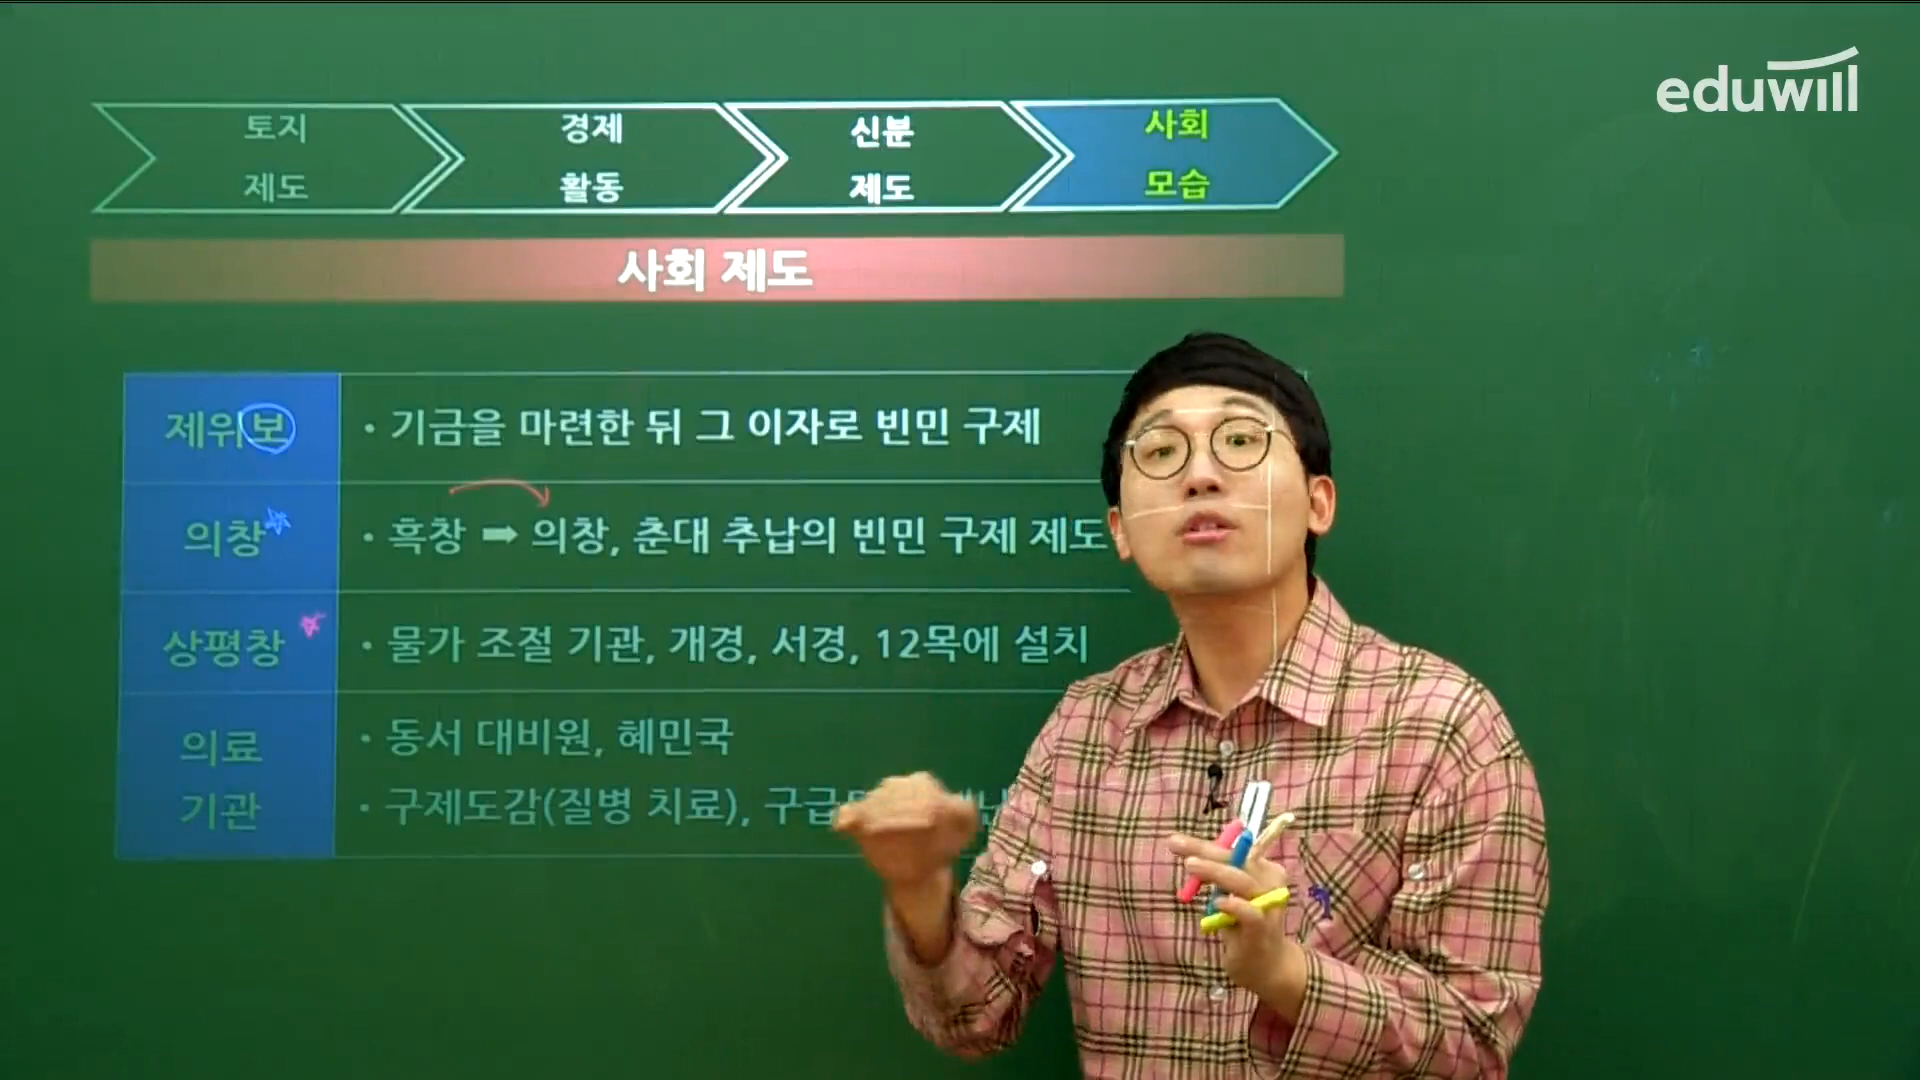 eduwill
토지
제도
경제
활동
신분
제도
사회
모습
사회 제도
제위보
• 기금을 마련한 뒤 그 이자로 빈민 구제
의창
• 흑창 ➡ 의창, 춘대 추납의 빈민 구제 제도
상평창
• 물가 조절 기관, 개경, 서경, 12목에 설치
의료
기관
• 동서 대비원, 혜민국
• 구제도감(질병 치료),